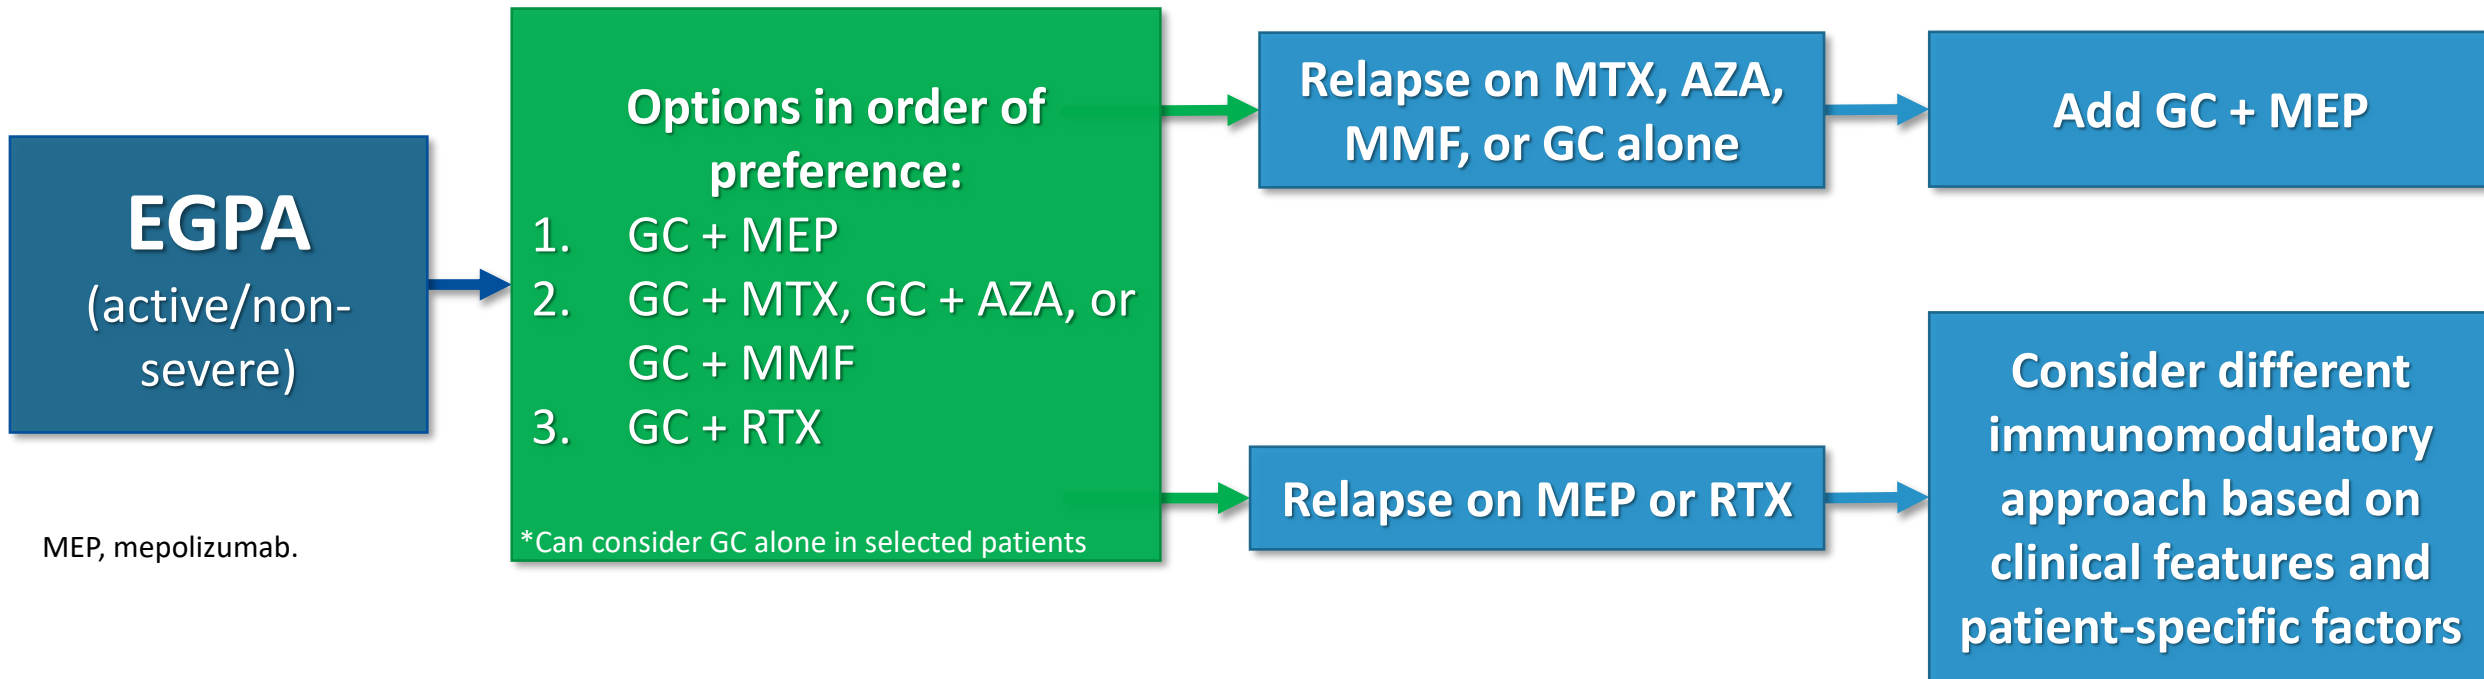 EGPA
(active/non-
severe)
MEP, mepolizumab.
Options in order of
preference:
1. GC + MEP
2. GC + MTX, GC + AZA, or
GC + MMF
3. GC + RTX
*Can consider GC alone in selected patients
Relapse on MTX, AZA,
MMF, or GC alone
Add GC + MEP
Relapse on MEP or RTX
Consider different
immunomodulatory
approach based on
clinical features and
patient-specific factors